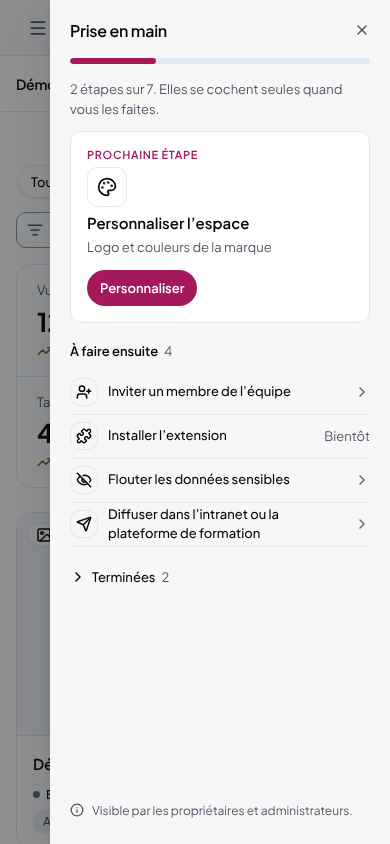 Prise en main
2 étapes sur 7. Elles se cochent seules quand
vous les faites.
PROCHAINE ÉTAPE
Personnaliser l’espace
Logo et couleurs de la marque
Personnaliser
À faire ensuite 4
Inviter un membre de l’équipe
Installer l’extension
Bientôt
Flouter les données sensibles
Diffuser dans l’intranet ou la
plateforme de formation
Terminées 2
Visible par les propriétaires et administrateurs.